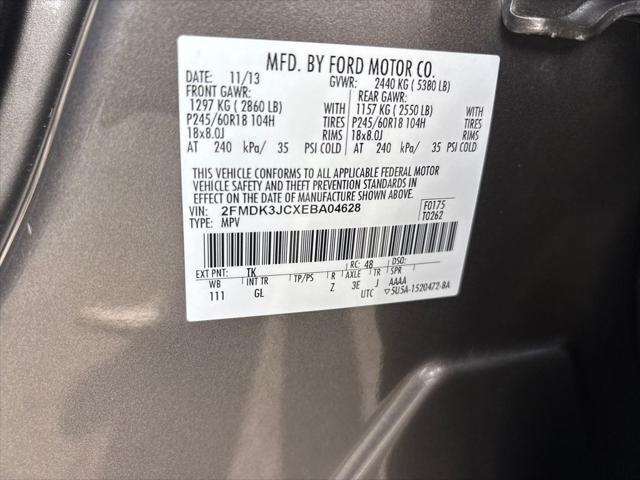 MFD. BY FORD MOTOR CO.
DATE: 11/13 GVWR: 2440 KG ( 5380 LB)
FRONT GAWR: REAR GAWR:
1297 KG ( 2860 LB) WITH 1157 KG ( 2550 LB) WITH
P245/60R18 104H TIRES P245/60R18 104H TIRES
18x8.0J RIMS 18x8.0J RIMS
AT 240 kPa/ 35 PSI COLD AT 240 kPa/ 35 PSI COLD
THIS VEHICLE CONFORMS TO ALL APPLICABLE FEDERAL MOTOR
VEHICLE SAFETY AND THEFT PREVENTION STANDARDS IN
EFFECT ON THE DATE OF MANUFACTURE SHOWN ABOVE.
VIN: 2FMDK3JCXEBA04628 F0175
TYPE: MPV T0262
EXT PNT: TK RC: 48 DSO:
WB INT TR TP/PS R AXLE TR SPR
111 GL Z 3E J AAAA
UTC ▽5U5A-1520472-BA